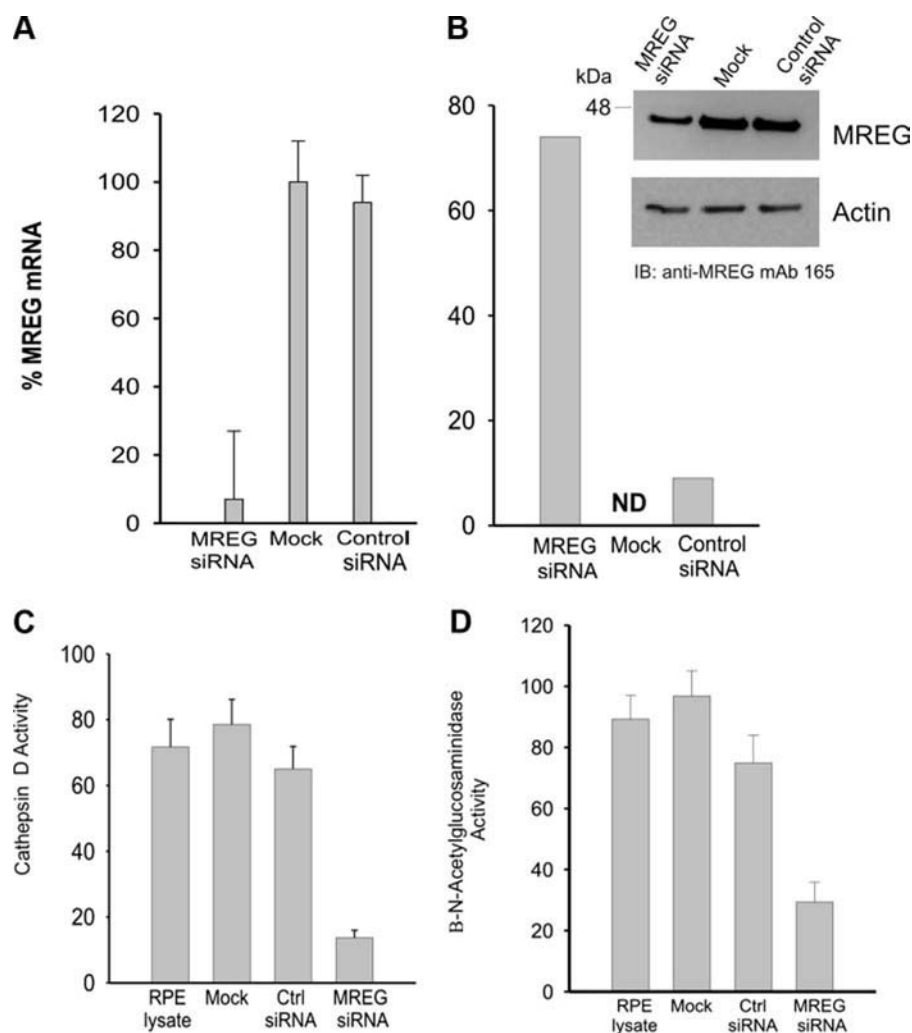 A
% MREG mRNA
120
100
80
60
40
20
0
MREG
siRNA
Mock
Control
siRNA
B
80
60
40
20
0
ND
MREG
siRNA
Mock
Control
siRNA
kDa
48
MREG
siRNA
Mock
Control
siRNA
MREG
Actin
IB: anti-MREG mAb 165
C
Cathepsin D Activity
100
80
60
40
20
0
RPE
lysate
Mock
Ctrl
siRNA
MREG
siRNA
D
B-N-Acetylglucosaminidase
Activity
120
100
80
60
40
20
0
RPE
lysate
Mock
Ctrl
siRNA
MREG
siRNA